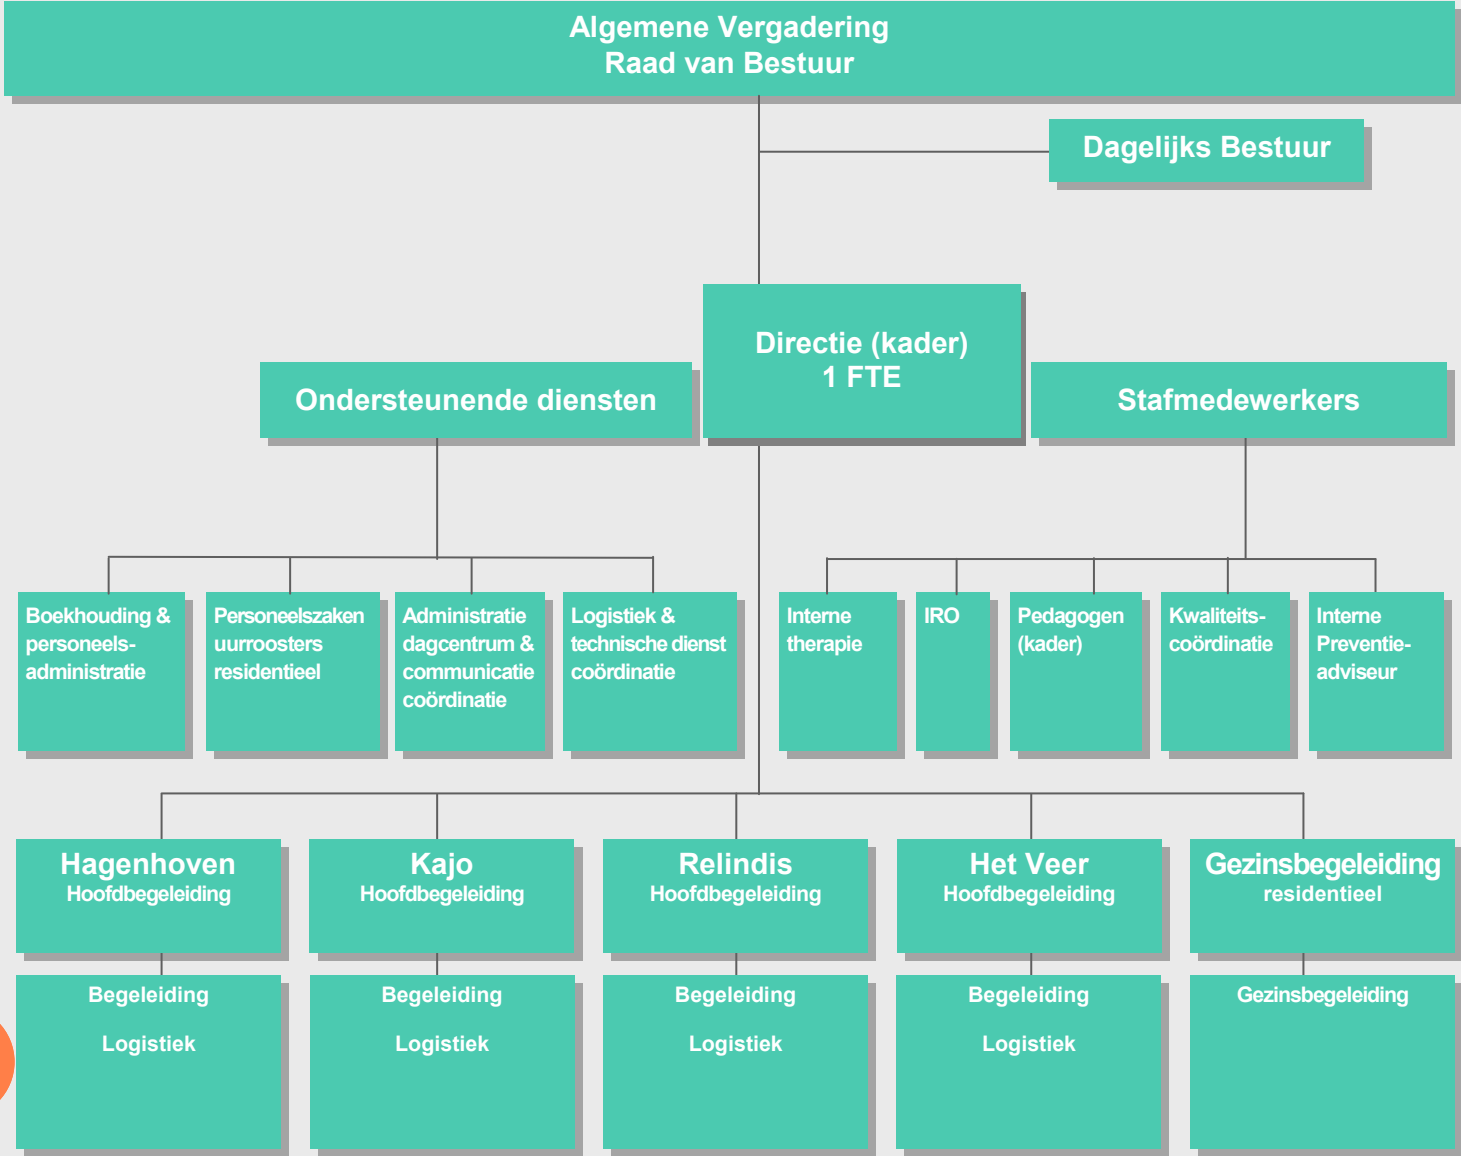 Algemene Vergadering
Raad van Bestuur
Dagelijks Bestuur
Directie (kader)
1 FTE
Ondersteunende diensten
Stafmedewerkers
Boekhouding &
personeels-
administratie
Personeelszaken
uurroosters
residentieel
Administratie
dagcentrum &
communicatie
coördinatie
Logistiek &
technische dienst
coördinatie
Interne
therapie
IRO
Pedagogen
(kader)
Kwaliteits-
coördinatie
Interne
Preventie-
adviseur
Hagenhoven
Hoofdbegeleiding
Kajo
Hoofdbegeleiding
Relindis
Hoofdbegeleiding
Het Veer
Hoofdbegeleiding
Gezinsbegeleiding
residentieel
Begeleiding
Logistiek
Begeleiding
Logistiek
Begeleiding
Logistiek
Begeleiding
Logistiek
Gezinsbegeleiding